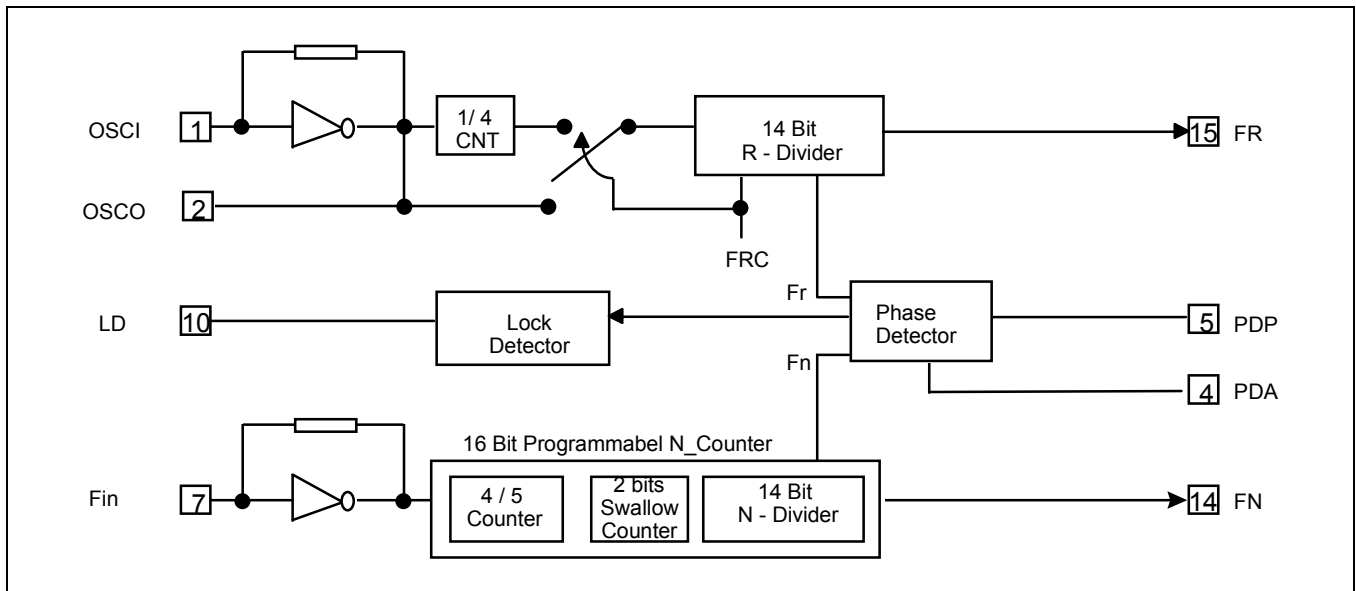 OSCI
1
1/ 4
CNT
14 Bit
R - Divider
15
FR
OSCO
2
FRC
Fr
LD
10
Lock
Detector
Phase
Detector
5
PDP
Fn
4
PDA
16 Bit Programmabel N_Counter
Fin
7
4 / 5
Counter
2 bits
Swallow
Counter
14 Bit
N - Divider
14
FN